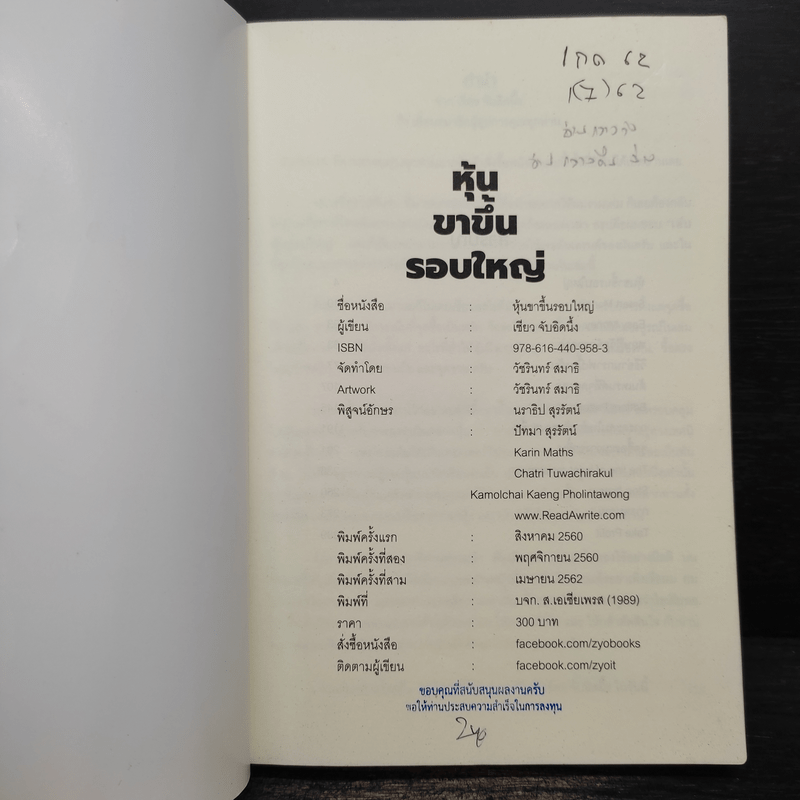 1 กด 62
1(7)62
หุ้น
ขาขึ้น
รอบใหญ่
ชื่อหนังสือ : หุ้นขาขึ้นรอบใหญ่
ผู้เขียน : เซียว จับอิดนึ้ง
ISBN : 978-616-440-958-3
จัดทำโดย : วัชรินทร์ สมาธิ
Artwork : วัชรินทร์ สมาธิ
พิสูจน์อักษร : นราธิป สุรรัตน์
: ปัทมา สุรรัตน์
Karin Maths
Chatri Tuwachirakul
Kamolchai Kaeng Pholintawong
www.ReadAwrite.com
พิมพ์ครั้งแรก : สิงหาคม 2560
พิมพ์ครั้งที่สอง : พฤศจิกายน 2560
พิมพ์ครั้งที่สาม : เมษายน 2562
พิมพ์ที่ : บจก. ส.เอเซียเพรส (1989)
ราคา : 300 บาท
สั่งซื้อหนังสือ : facebook.com/zyobooks
ติดตามผู้เขียน : facebook.com/zyoit
ขอบคุณที่สนับสนุนผลงานครับ
ขอให้ท่านประสบความสำเร็จในการลงทุน